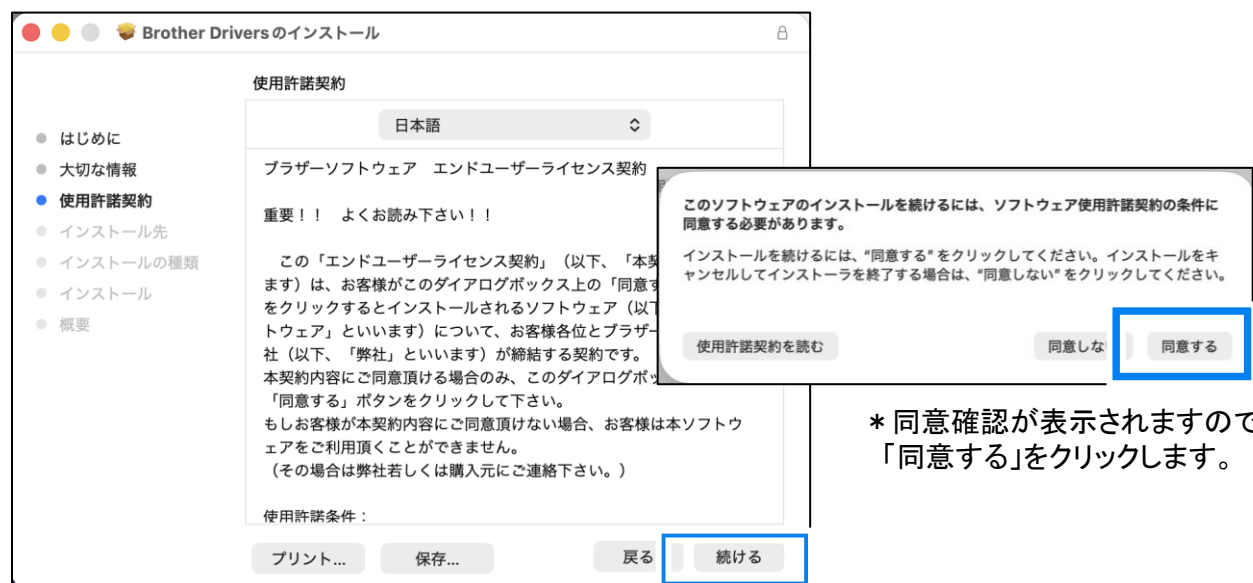 Brother Driversのインストール
使用許諾契約
日本語
はじめに
大切な情報
使用許諾契約
インストール先
インストールの種類
インストール
概要
ブラザーソフトウェア エンドユーザーライセンス契約
重要！！ よくお読み下さい！！
この「エンドユーザーライセンス契約」（以下、「本契
ます）は、お客様がこのダイアログボックス上の「同意す
をクリックするとインストールされるソフトウェア（以下
トウェア」といいます）について、お客様各位とブラザー
社（以下、「弊社」といいます）が締結する契約です。
本契約内容にご同意頂ける場合のみ、このダイアログボッ
「同意する」ボタンをクリックして下さい。
もしお客様が本契約内容にご同意頂けない場合、お客様は本ソフトウ
ェアをご利用頂くことができません。
（その場合は弊社若しくは購入元にご連絡下さい。）
使用許諾条件：
プリント... 保存... 戻る 続ける
このソフトウェアのインストールを続けるには、ソフトウェア使用許諾契約の条件に
同意する必要があります。
インストールを続けるには、“同意する” をクリックしてください。インストールをキ
ャンセルしてインストーラを終了する場合は、“同意しない” をクリックしてください。
使用許諾契約を読む 同意しな 同意する
＊同意確認が表示されますので
「同意する」をクリックします。